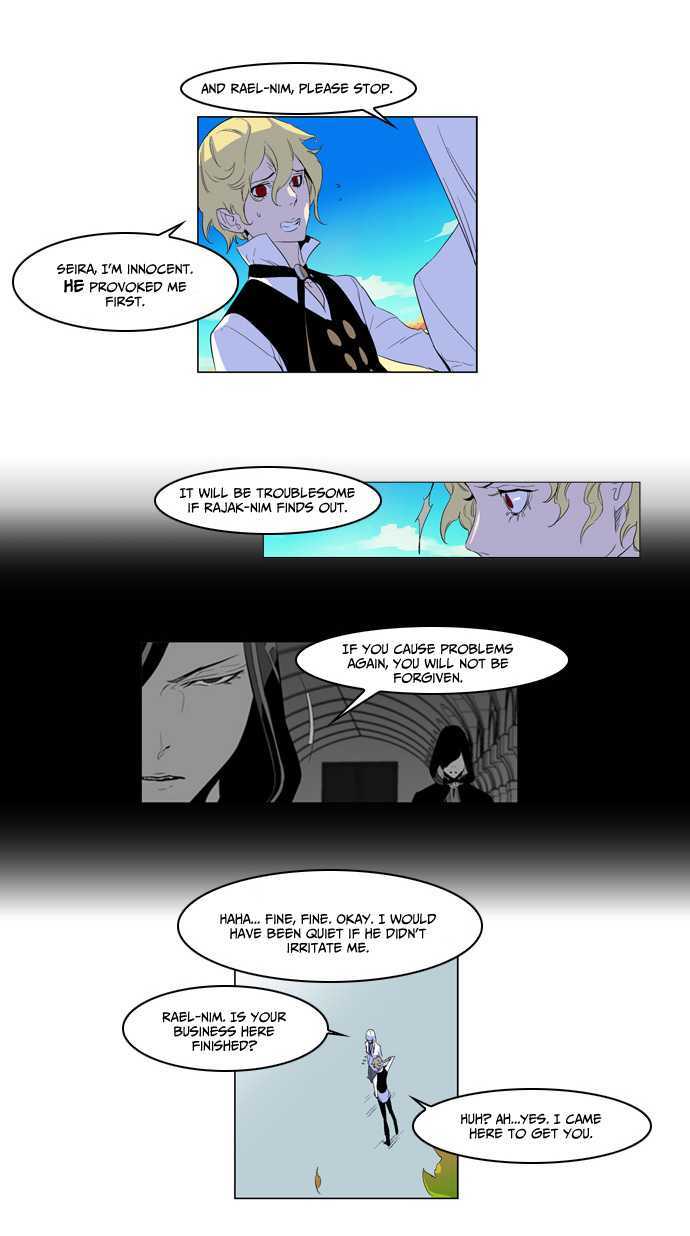 AND RAEL-NIM, PLEASE STOP.
SEIRA, I'M INNOCENT.
HE PROVOKED ME
FIRST.
IT WILL BE TROUBLESOME
IF RAJAK-NIM FINDS OUT.
IF YOU CAUSE PROBLEMS
AGAIN, YOU WILL NOT BE
FORGIVEN.
HAHA... FINE, FINE. OKAY. I WOULD
HAVE BEEN QUIET IF HE DIDN'T
IRRITATE ME.
RAEL-NIM. IS YOUR
BUSINESS HERE
FINISHED?
HUH? AH...YES. I CAME
HERE TO GET YOU.